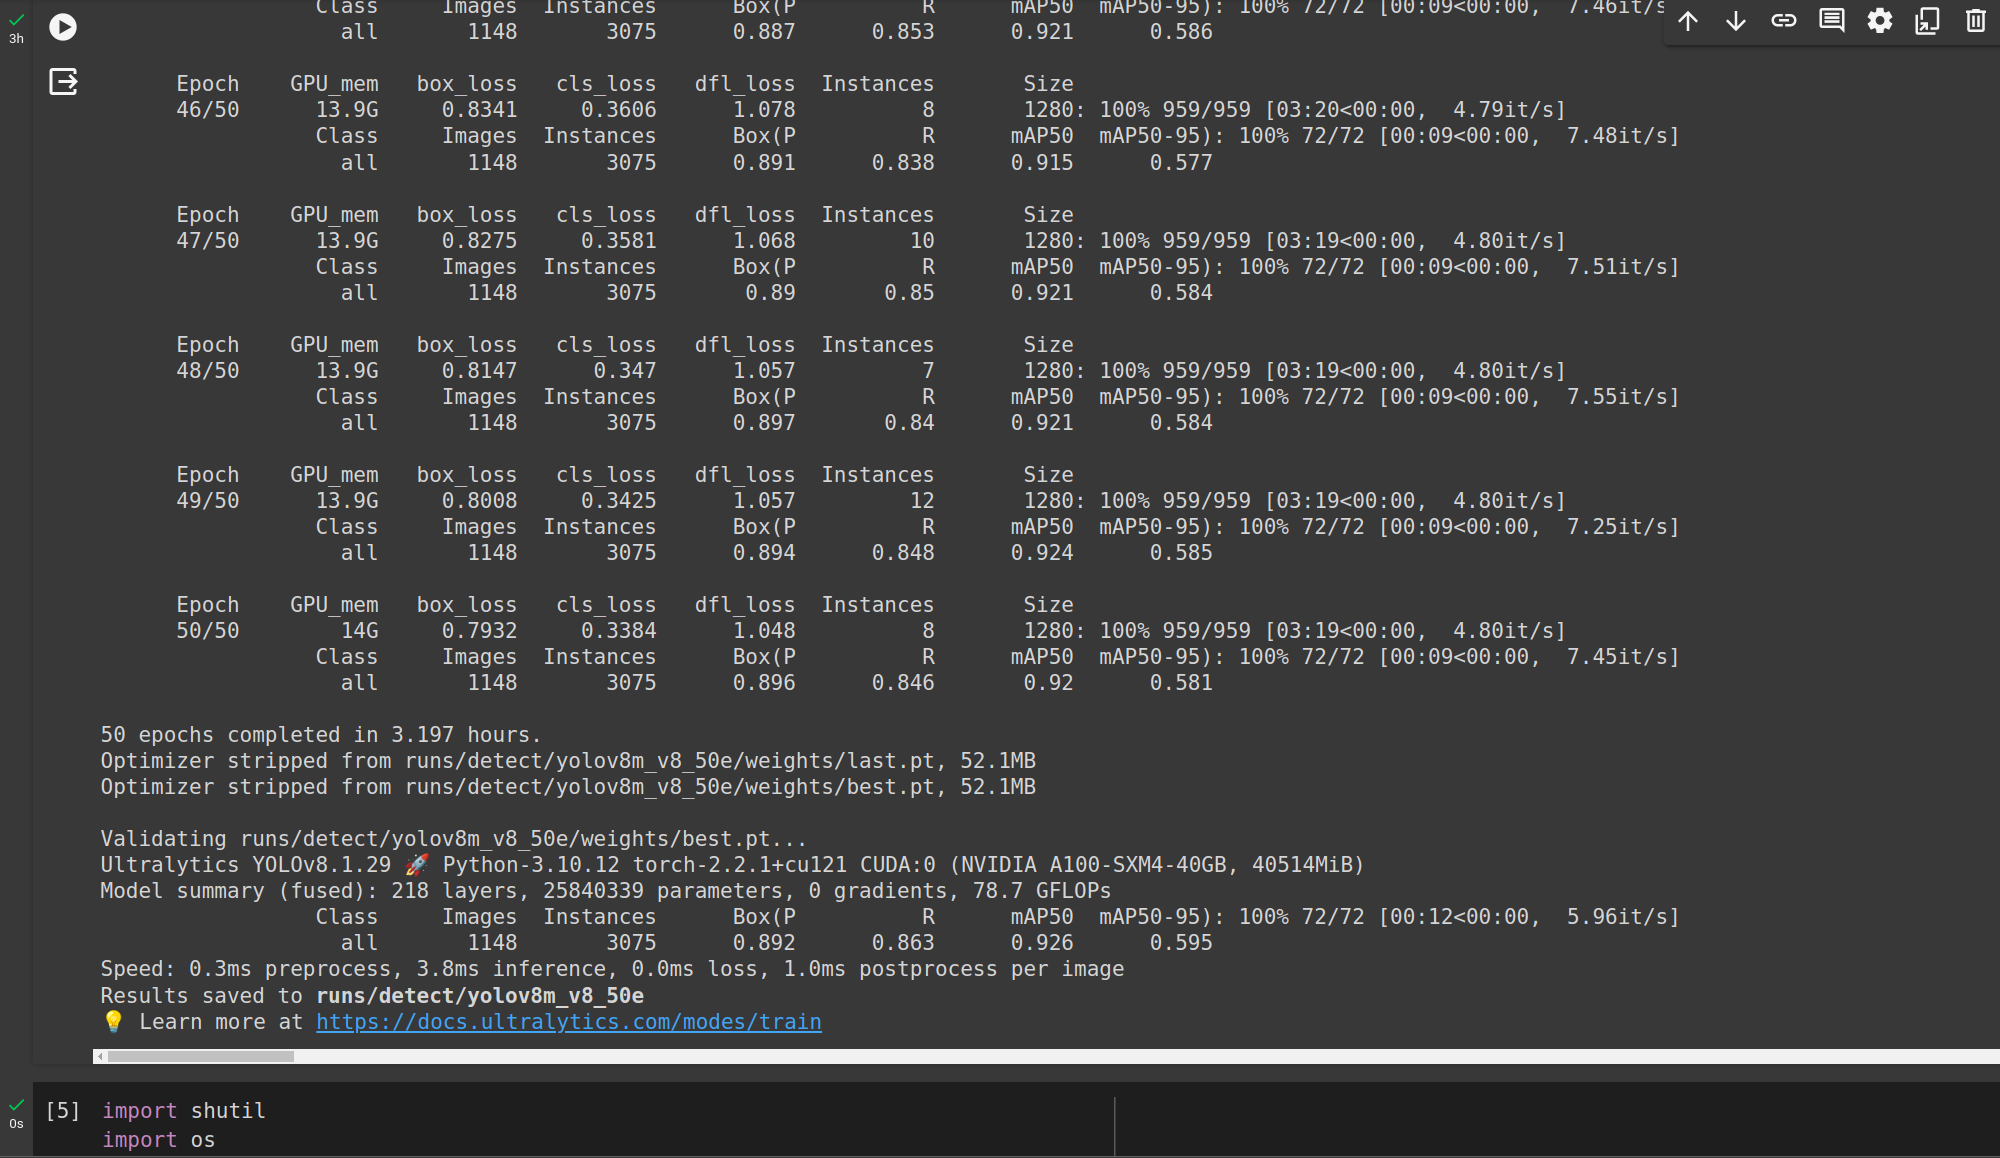 Class Images Instances Box(P R mAP50 mAP50-95): 100% 72/72 [00:09<00:00, 7.46it/s
3h
all 1148 3075 0.887 0.853 0.921 0.586
Epoch GPU_mem box_loss cls_loss dfl_loss Instances Size
46/50 13.9G 0.8341 0.3606 1.078 8 1280: 100% 959/959 [03:20<00:00, 4.79it/s]
Class Images Instances Box(P R mAP50 mAP50-95): 100% 72/72 [00:09<00:00, 7.48it/s]
all 1148 3075 0.891 0.838 0.915 0.577
Epoch GPU_mem box_loss cls_loss dfl_loss Instances Size
47/50 13.9G 0.8275 0.3581 1.068 10 1280: 100% 959/959 [03:19<00:00, 4.80it/s]
Class Images Instances Box(P R mAP50 mAP50-95): 100% 72/72 [00:09<00:00, 7.51it/s]
all 1148 3075 0.89 0.85 0.921 0.584
Epoch GPU_mem box_loss cls_loss dfl_loss Instances Size
48/50 13.9G 0.8147 0.347 1.057 7 1280: 100% 959/959 [03:19<00:00, 4.80it/s]
Class Images Instances Box(P R mAP50 mAP50-95): 100% 72/72 [00:09<00:00, 7.55it/s]
all 1148 3075 0.897 0.84 0.921 0.584
Epoch GPU_mem box_loss cls_loss dfl_loss Instances Size
49/50 13.9G 0.8008 0.3425 1.057 12 1280: 100% 959/959 [03:19<00:00, 4.80it/s]
Class Images Instances Box(P R mAP50 mAP50-95): 100% 72/72 [00:09<00:00, 7.25it/s]
all 1148 3075 0.894 0.848 0.924 0.585
Epoch GPU_mem box_loss cls_loss dfl_loss Instances Size
50/50 14G 0.7932 0.3384 1.048 8 1280: 100% 959/959 [03:19<00:00, 4.80it/s]
Class Images Instances Box(P R mAP50 mAP50-95): 100% 72/72 [00:09<00:00, 7.45it/s]
all 1148 3075 0.896 0.846 0.92 0.581
50 epochs completed in 3.197 hours.
Optimizer stripped from runs/detect/yolov8m_v8_50e/weights/last.pt, 52.1MB
Optimizer stripped from runs/detect/yolov8m_v8_50e/weights/best.pt, 52.1MB
Validating runs/detect/yolov8m_v8_50e/weights/best.pt...
Ultralytics YOLOv8.1.29 🚀 Python-3.10.12 torch-2.2.1+cu121 CUDA:0 (NVIDIA A100-SXM4-40GB, 40514MiB)
Model summary (fused): 218 layers, 25840339 parameters, 0 gradients, 78.7 GFLOPs
Class Images Instances Box(P R mAP50 mAP50-95): 100% 72/72 [00:12<00:00, 5.96it/s]
all 1148 3075 0.892 0.863 0.926 0.595
Speed: 0.3ms preprocess, 3.8ms inference, 0.0ms loss, 1.0ms postprocess per image
Results saved to runs/detect/yolov8m_v8_50e
💡 Learn more at https://docs.ultralytics.com/modes/train
[5] import shutil
0s
import os